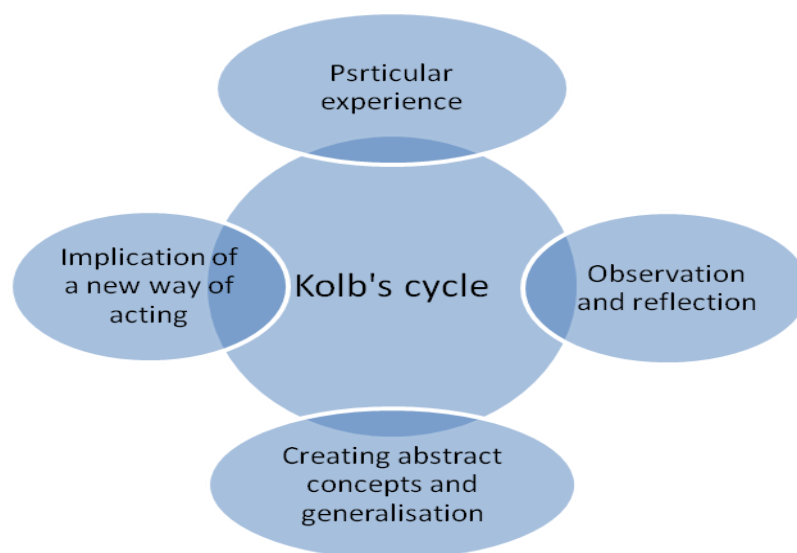 Psrticular
experience
Implication of
a new way of
acting
Kolb's cycle
Observation
and reflection
Creating abstract
concepts and
generalisation